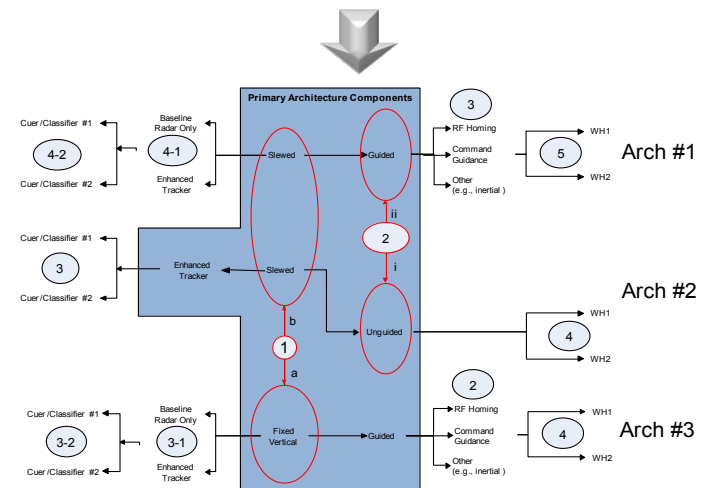 Primary Architecture Components
Cuer/Classifier #1
4-2
Cuer/Classifier #2
Baseline
Radar Only
4-1
Enhanced
Tracker
Slewed
Guided
3
RF Homing
Command
Guidance
Other
(e.g., inertial )
5
WH1
WH2
Arch #1
ii
2
i
Cuer/Classifier #1
3
Cuer/Classifier #2
Enhanced
Tracker
Slewed
b
1
a
Unguided
4
WH1
WH2
Arch #2
Cuer/Classifier #1
3-2
Cuer/Classifier #2
Baseline
Radar Only
3-1
Enhanced
Tracker
Fixed
Vertical
Guided
2
RF Homing
Command
Guidance
Other
(e.g., inertial )
4
WH1
WH2
Arch #3